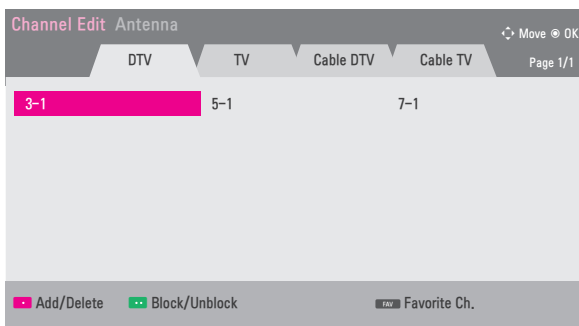 Channel Edit Antenna
Move OK
DTV TV Cable DTV Cable TV Page 1/1
3-1 5-1 7-1
Add/Delete Block/Unblock FAV Favorite Ch.